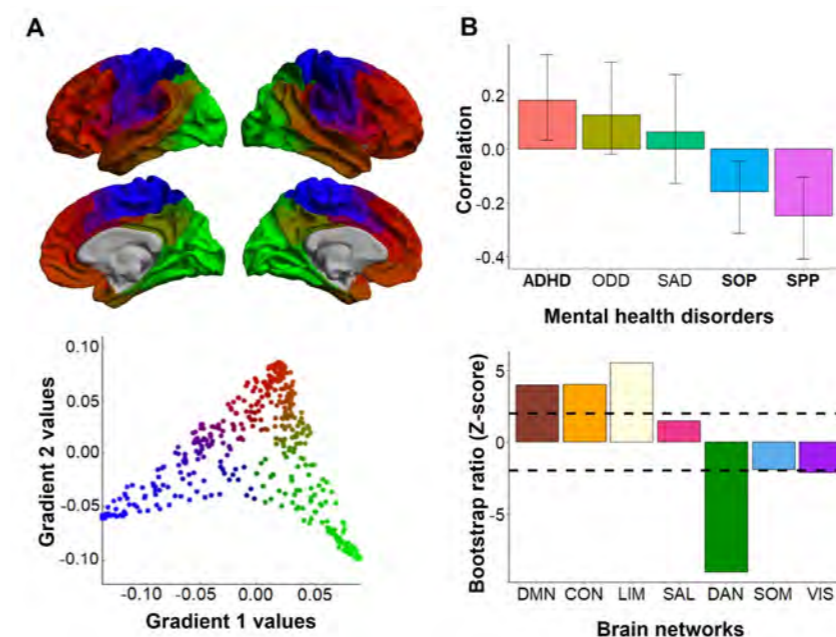 A
B
Correlation
0.2
0.0
-0.2
-0.4
ADHD ODD SAD SOP SPP
Mental health disorders
Gradient 2 values
0.10
0.05
0.00
-0.05
-0.10
-0.10 -0.05 0.00 0.05
Gradient 1 values
Bootstrap ratio (Z-score)
5
0
-5
DMN CON LIM SAL DAN SOM VIS
Brain networks